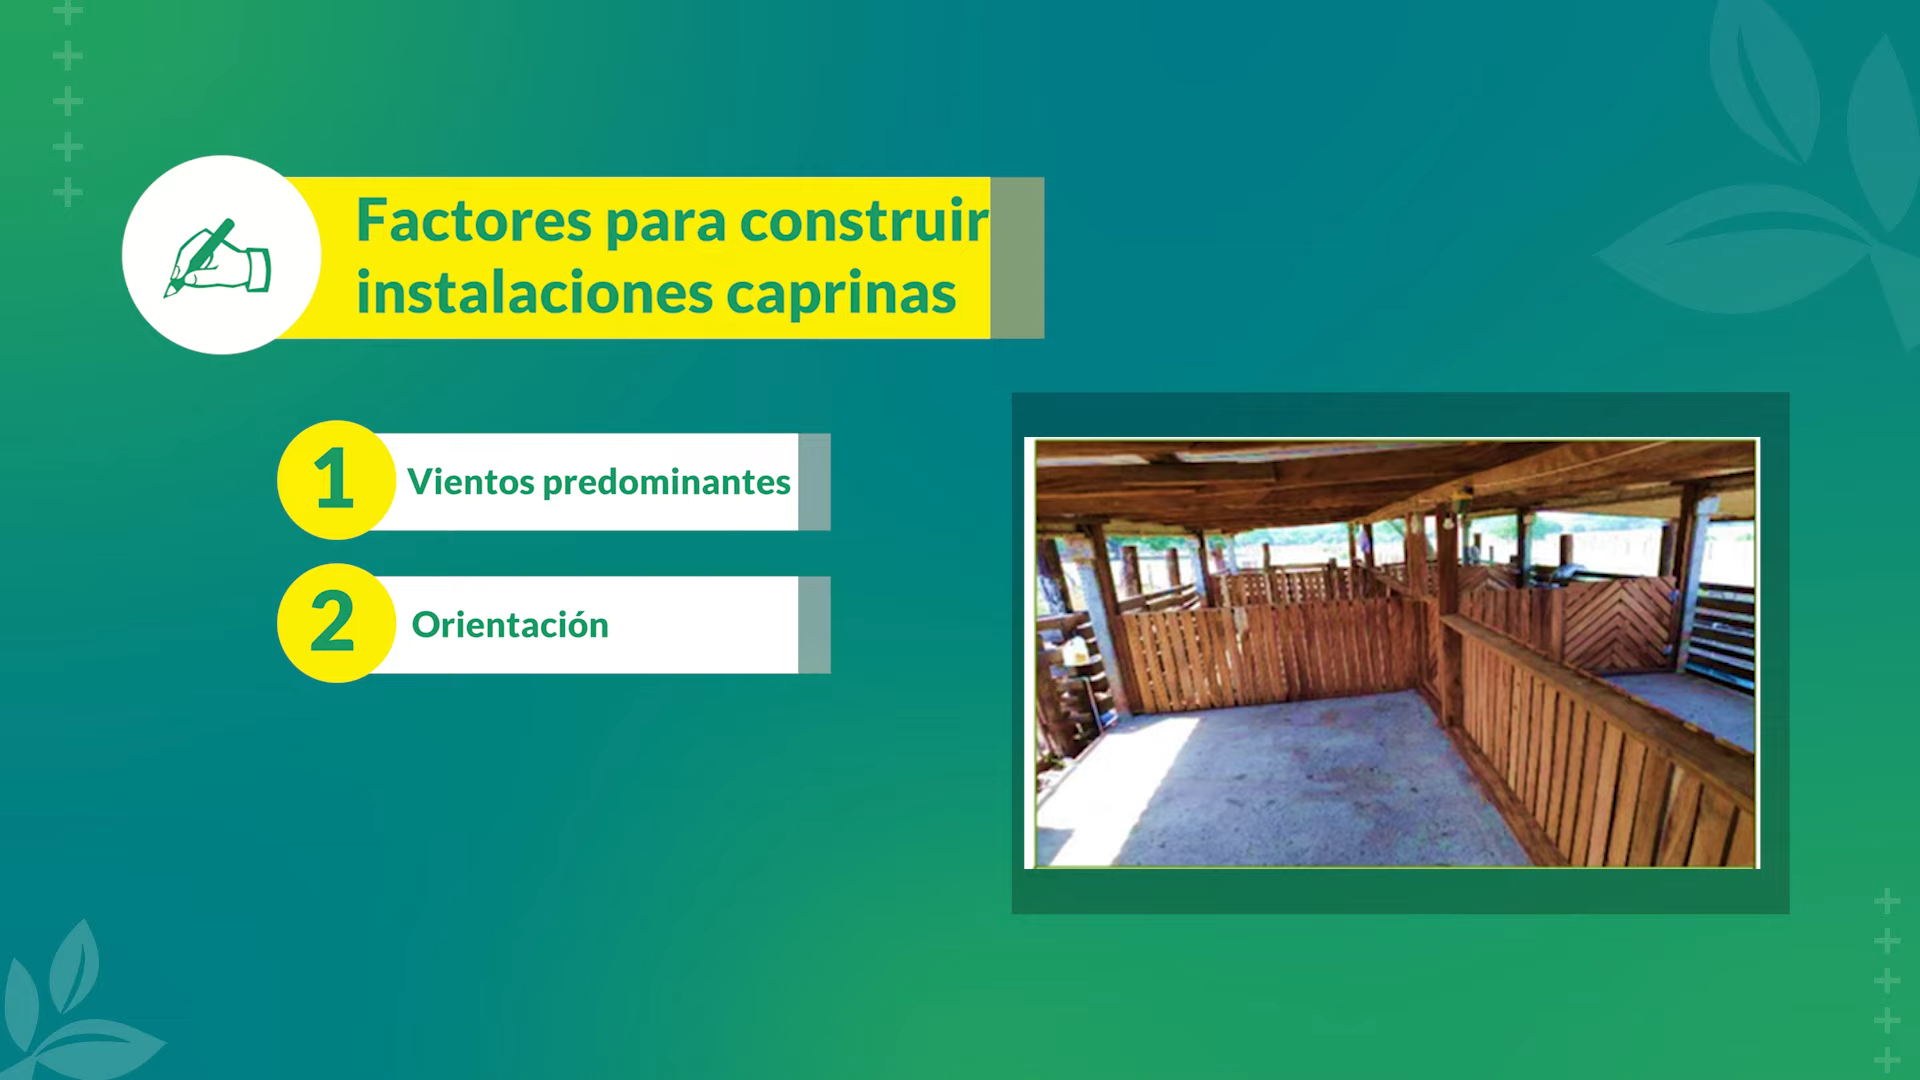 Factores para construir
instalaciones caprinas
1
Vientos predominantes
2
Orientación